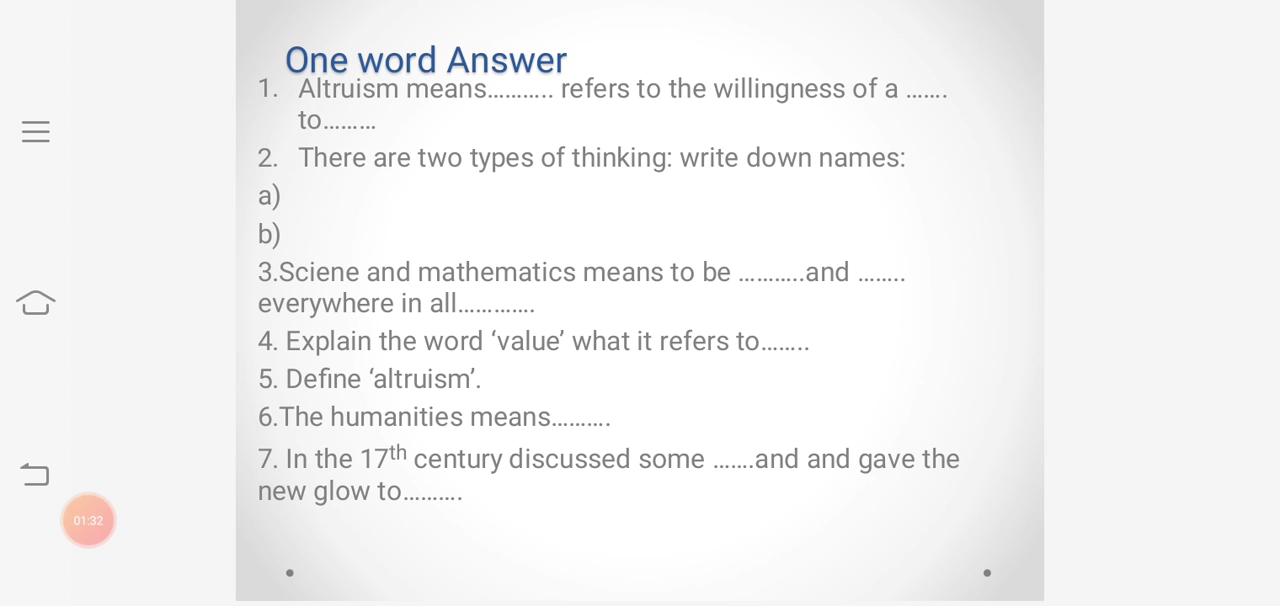 One word Answer
1. Altruism means……….. refers to the willingness of a …….
to………
2. There are two types of thinking: write down names:
a)
b)
3.Sciene and mathematics means to be ………..and ……..
everywhere in all………….
4. Explain the word ‘value’ what it refers to……..
5. Define ‘altruism’.
6.The humanities means……….
7. In the 17th century discussed some …….and and gave the
new glow to……….
01:32